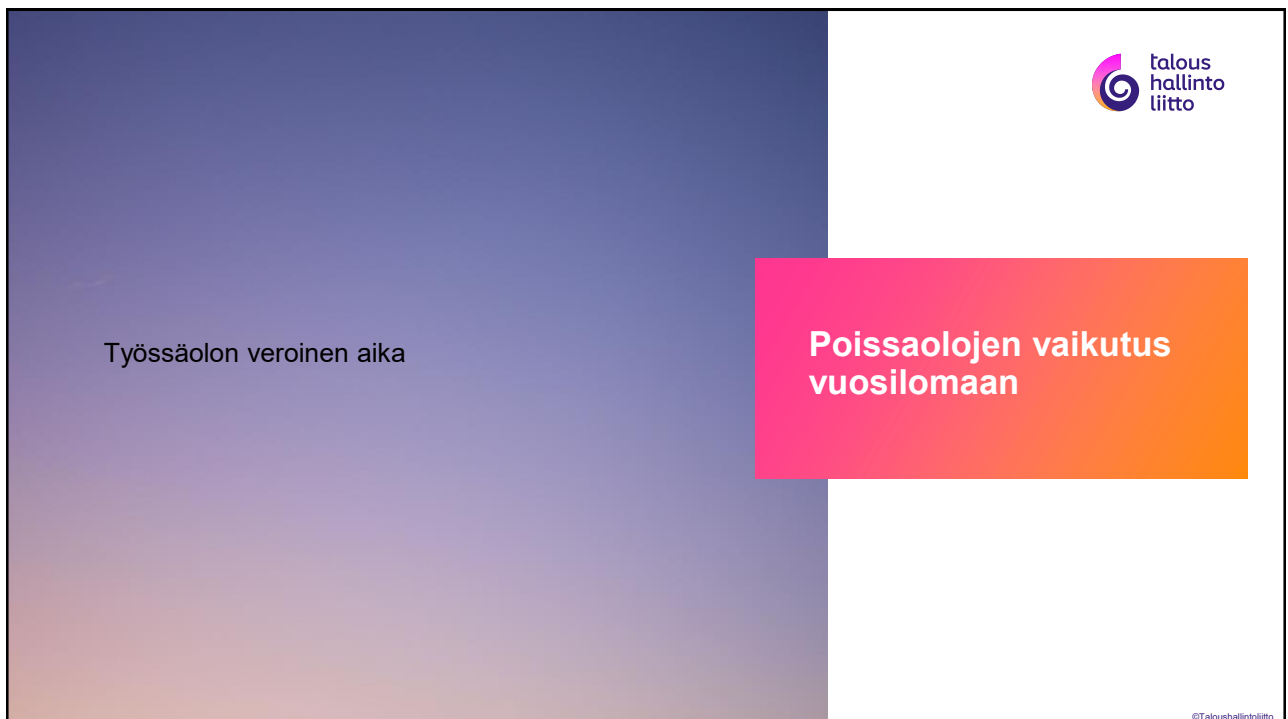 talous
hallinto
liitto
Työssäolon veroinen aika
Poissaolojen vaikutus
vuosilomaan
©Taloushallintoliitto